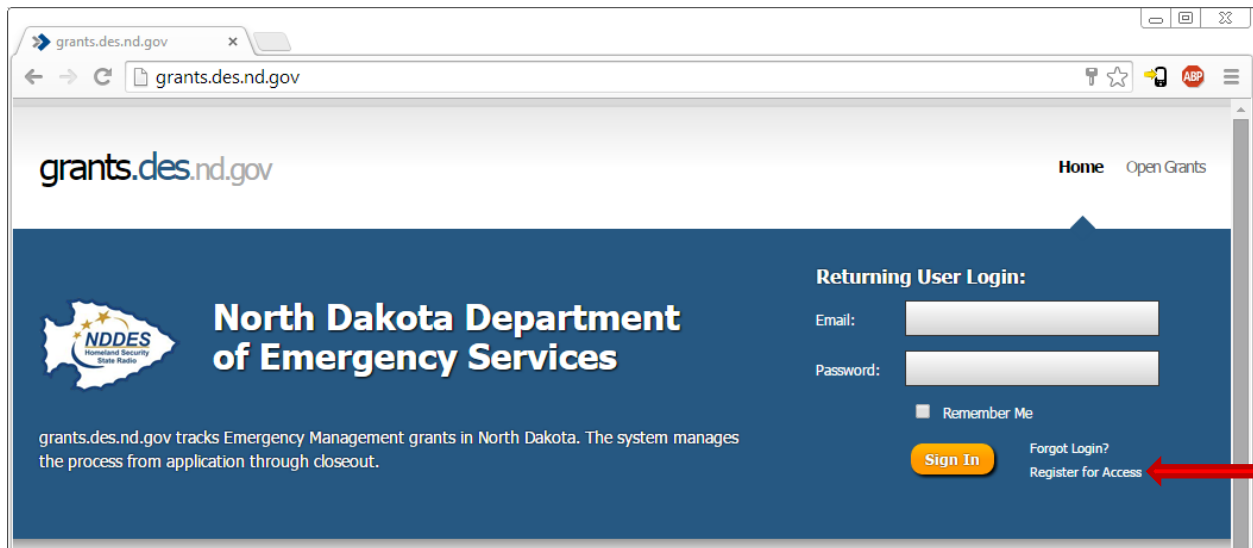 grants.des.nd.gov
grants.des.nd.gov
ABP
grants.des.nd.gov
Home Open Grants
Returning User Login:
NDDES
Homeland Security
State Radio
North Dakota Department
of Emergency Services
Email:
Password:
Remember Me
grants.des.nd.gov tracks Emergency Management grants in North Dakota. The system manages
the process from application through closeout.
Sign In
Forgot Login?
Register for Access